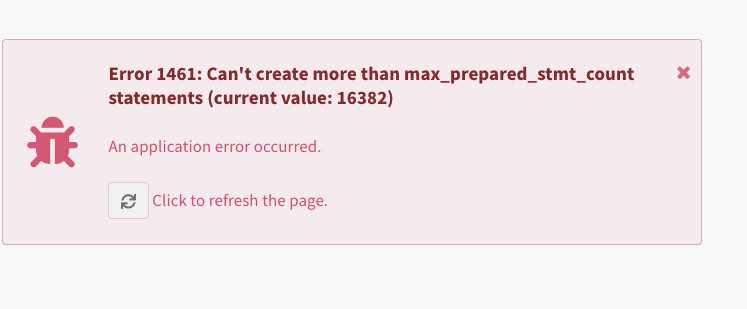 Error 1461: Can't create more than max_prepared_stmt_count
statements (current value: 16382)
An application error occurred.
Click to refresh the page.